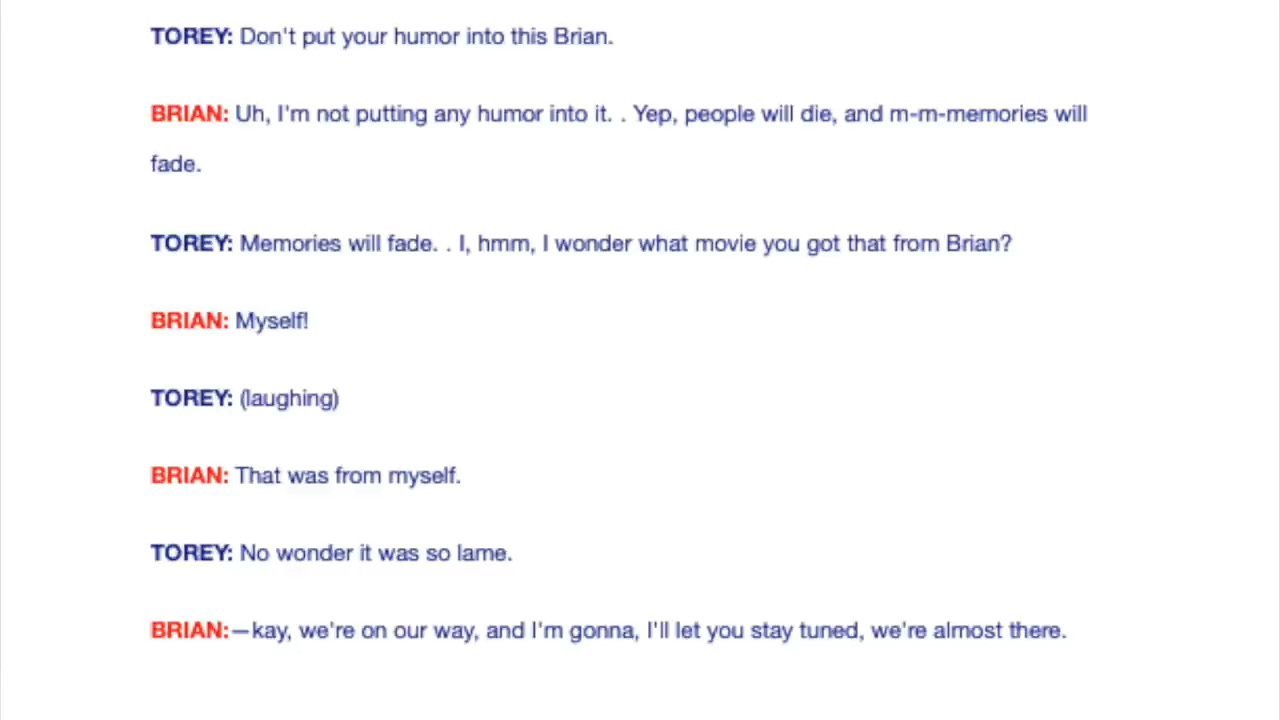 TOREY: Don't put your humor into this Brian.
BRIAN: Uh, I'm not putting any humor into it. . Yep, people will die, and m-m-memories will
fade.
TOREY: Memories will fade. . I, hmm, I wonder what movie you got that from Brian?
BRIAN: Myself!
TOREY: (laughing)
BRIAN: That was from myself.
TOREY: No wonder it was so lame.
BRIAN:—kay, we're on our way, and I'm gonna, I'll let you stay tuned, we're almost there.